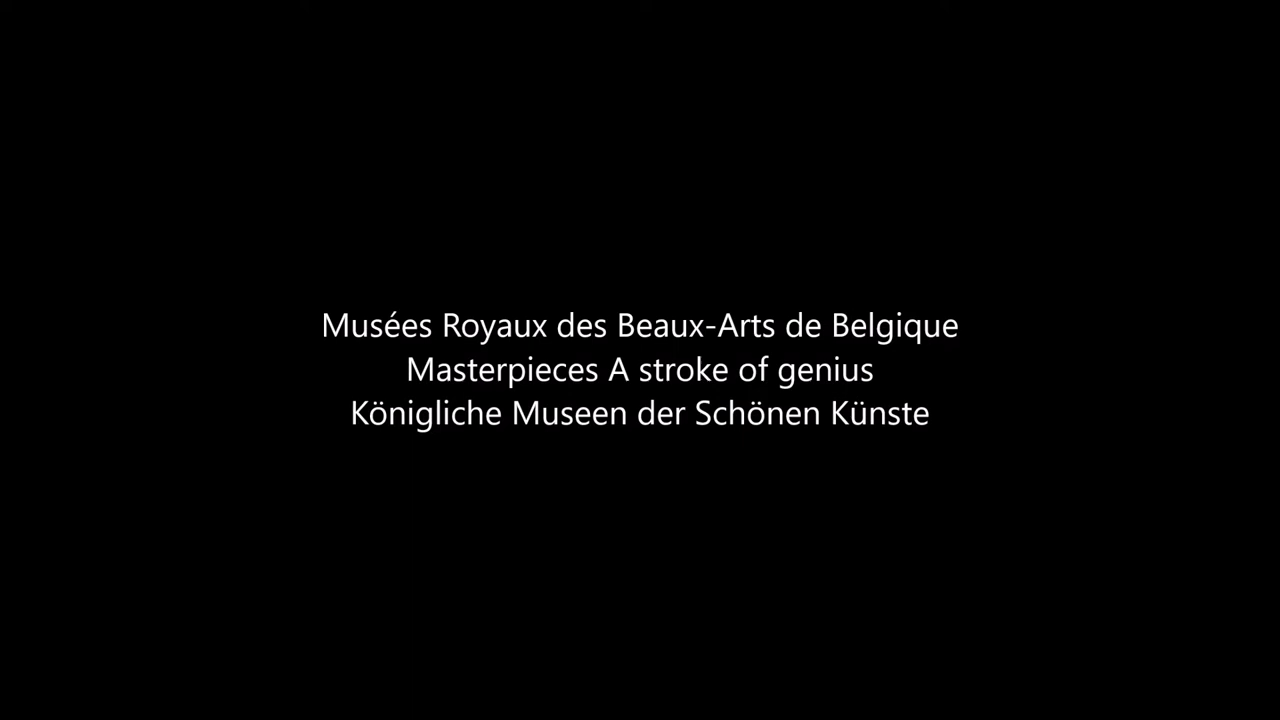 Musées Royaux des Beaux-Arts de Belgique
Masterpieces A stroke of genius
Königliche Museen der Schönen Künste